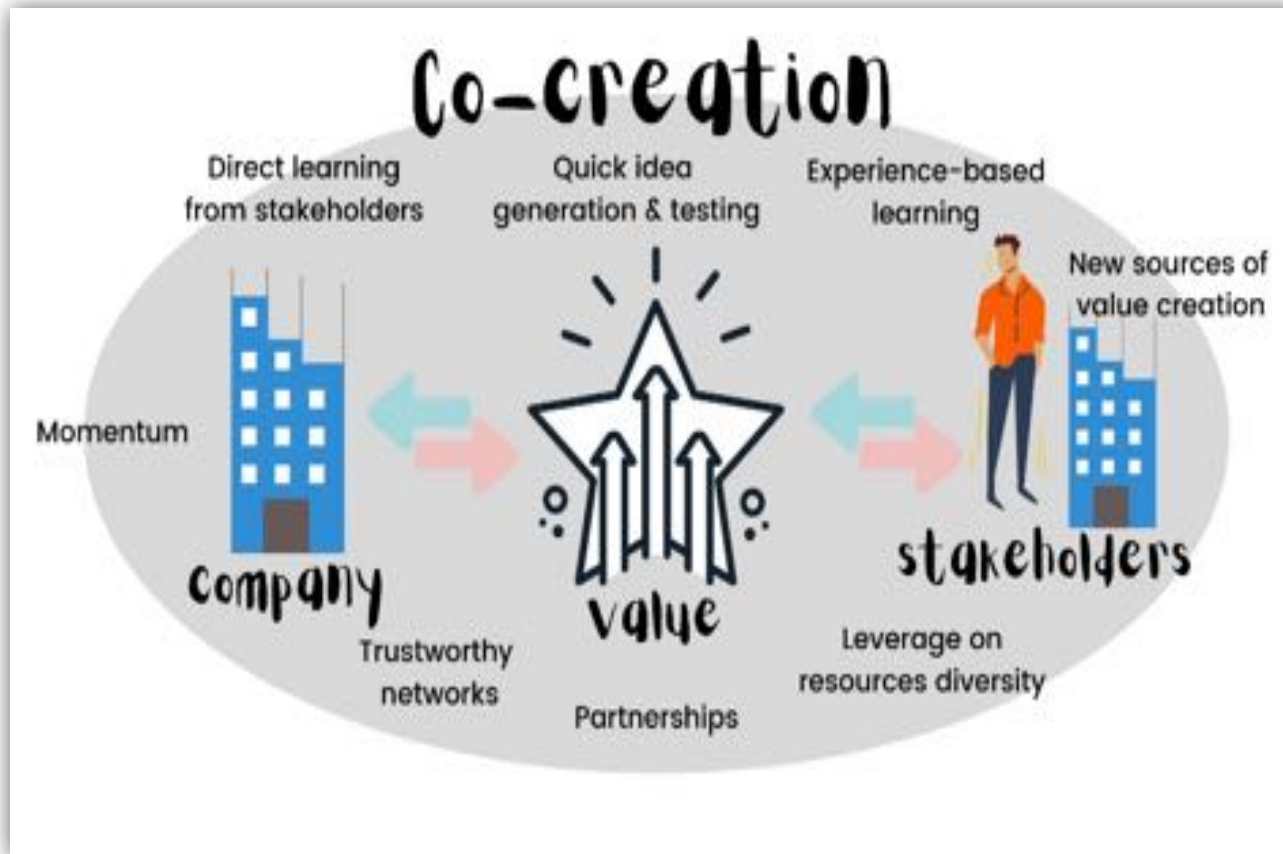 Co-creation
Direct learning
from stakeholders
Quick idea
generation & testing
Experience-based
learning
New sources of
value creation
Momentum
company
value
stakeholders
Trustworthy
networks
Partnerships
Leverage on
resources diversity